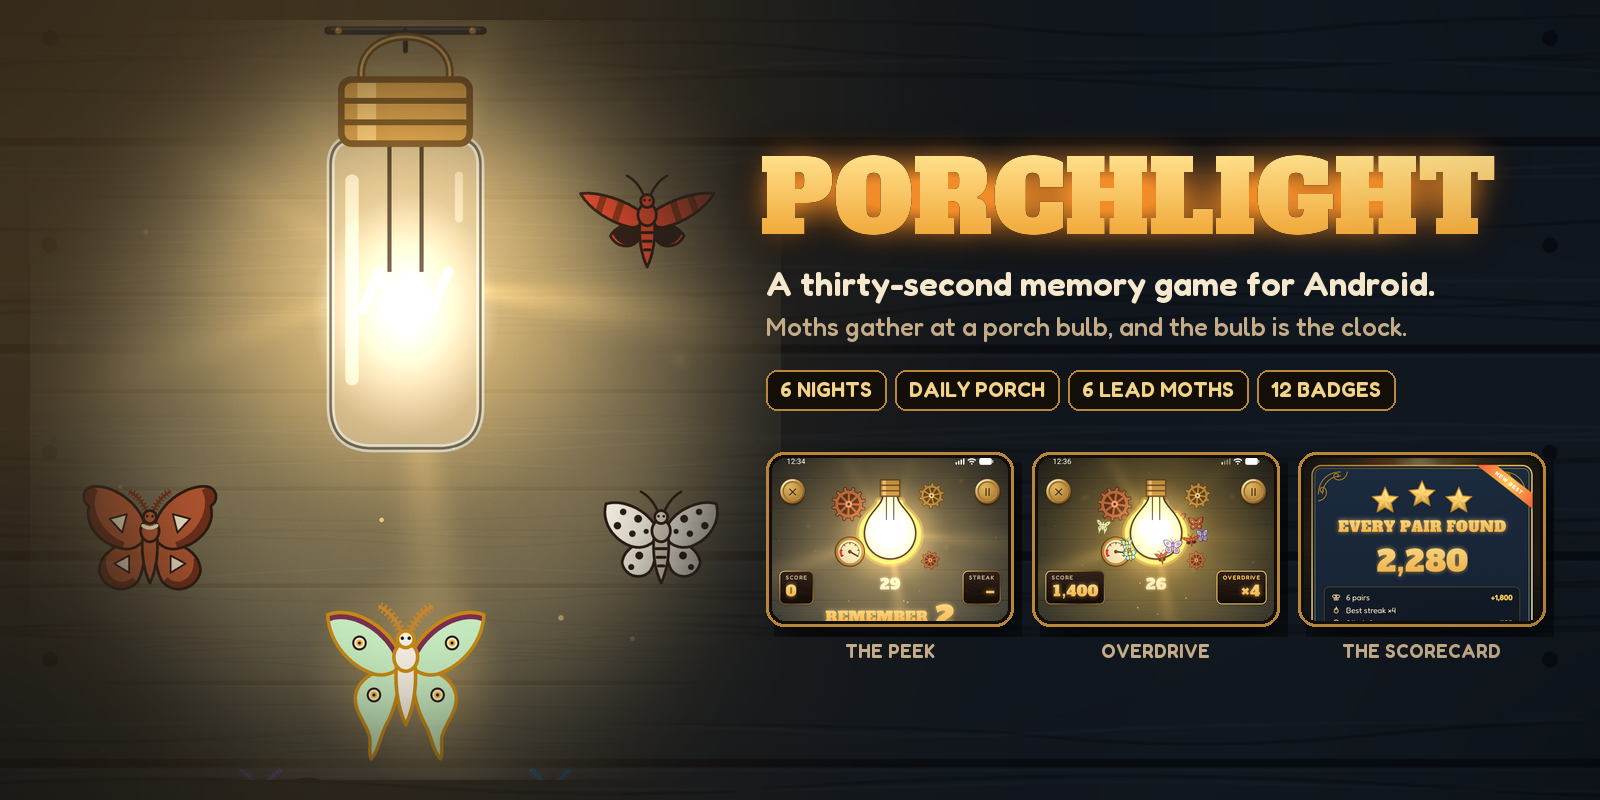 PORCHLIGHT
A thirty-second memory game for Android.
Moths gather at a porch bulb, and the bulb is the clock.
6 NIGHTS
DAILY PORCH
6 LEAD MOTHS
12 BADGES
12:34
SCORE
0
29
STREAK
–
REMEMBER ?
THE PEEK
12:36
SCORE
1,400
26
OVERDRIVE
×4
OVERDRIVE
NEW BEST
EVERY PAIR FOUND
2,280
6 pairs +1,800
Best streak ×4
THE SCORECARD